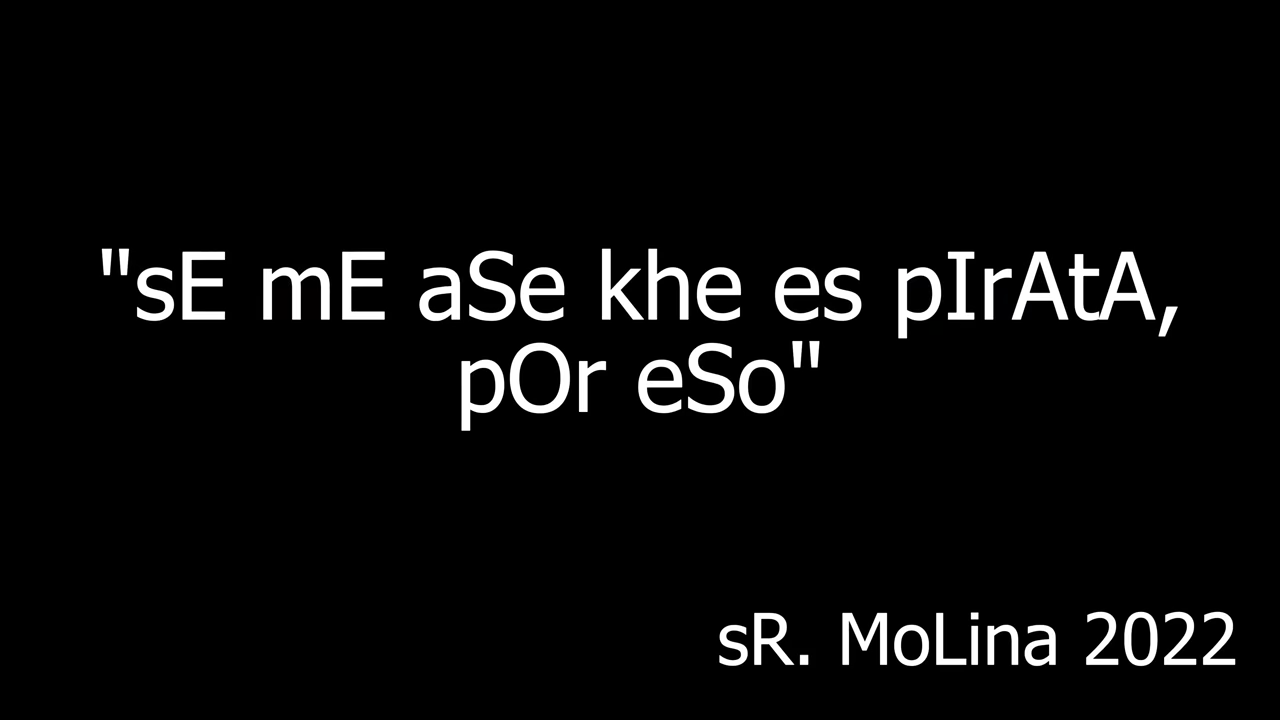 "sE mE aSe khe es pIrAtA,
pOr eSo"
sR. MoLina 2022